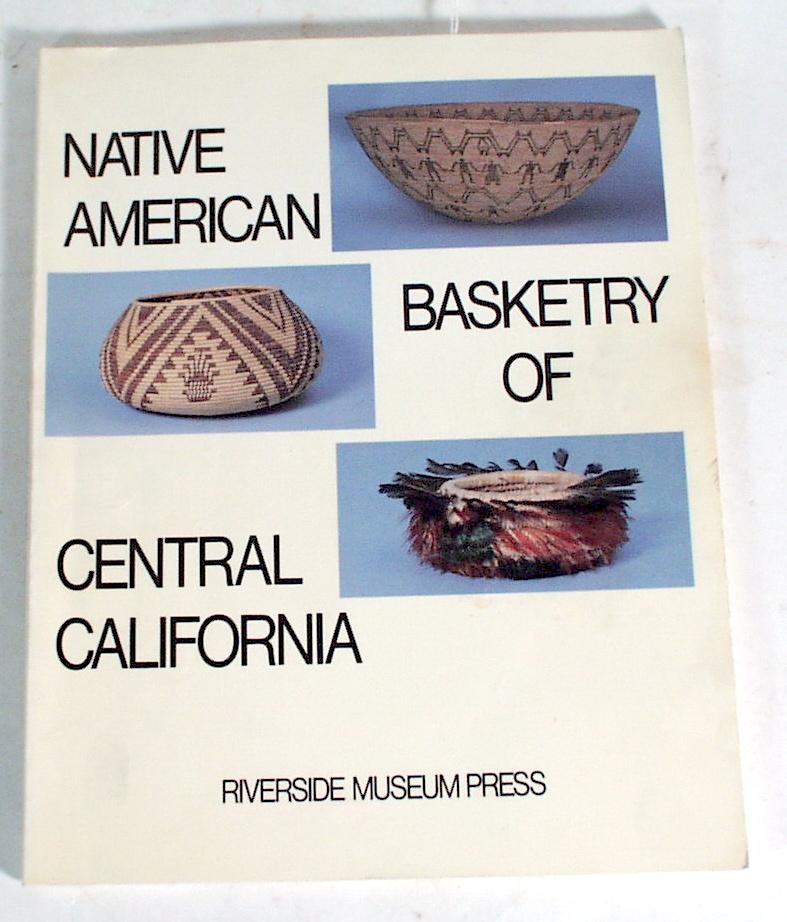 NATIVE
AMERICAN
BASKETRY
OF
CENTRAL
CALIFORNIA
RIVERSIDE MUSEUM PRESS